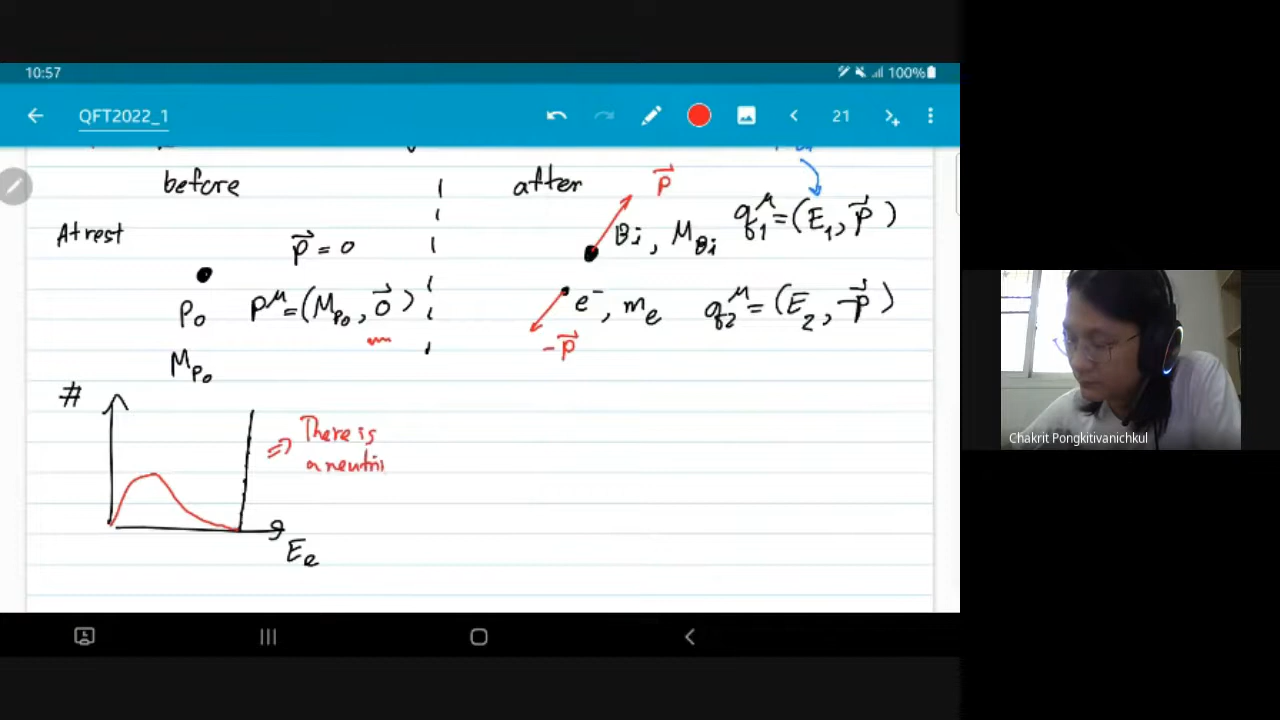 10:57
100%
QFT2022_1
21
before
after
p⃗
At rest
p⃗ = 0
Bi, M_Bi
q₁^μ = (E₁, p⃗)
Po
p^μ = (M_Po, 0⃗)
e⁻, m_e
q₂^μ = (E₂, -p⃗)
-p⃗
M_Po
#
⇒ There is
a neutri
E_e
Chakrit Pongkitivanichkul